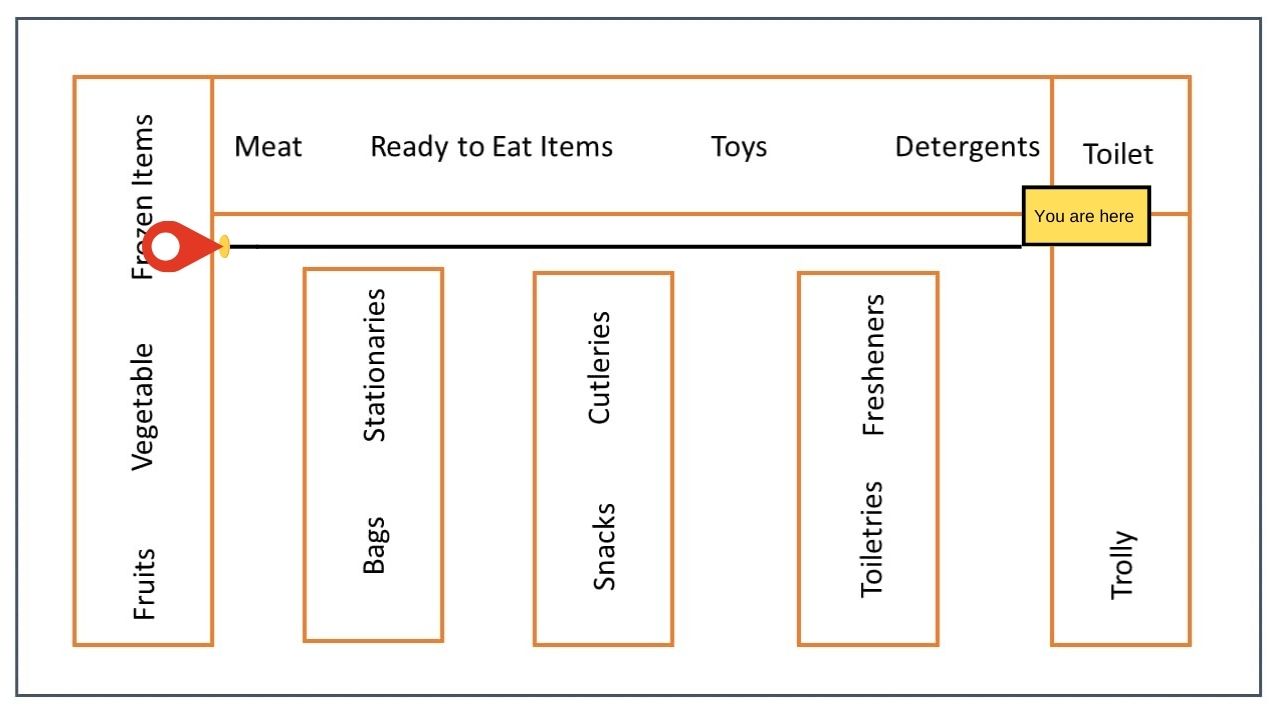 Meat
Ready to Eat Items
Toys
Detergents
Toilet
You are here
Frozen Items
Vegetable
Fruits
Stationaries
Bags
Cutleries
Snacks
Fresheners
Toiletries
Trolly